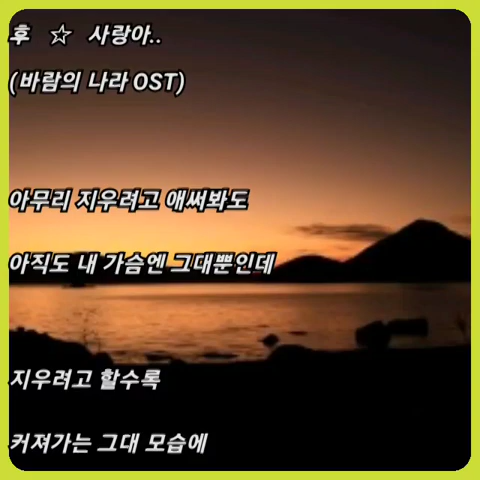 후 ☆ 사랑아..
(바람의 나라 OST)
아무리 지우려고 애써봐도
아직도 내 가슴엔 그대뿐인데
지우려고 할수록
커져가는 그대 모습에